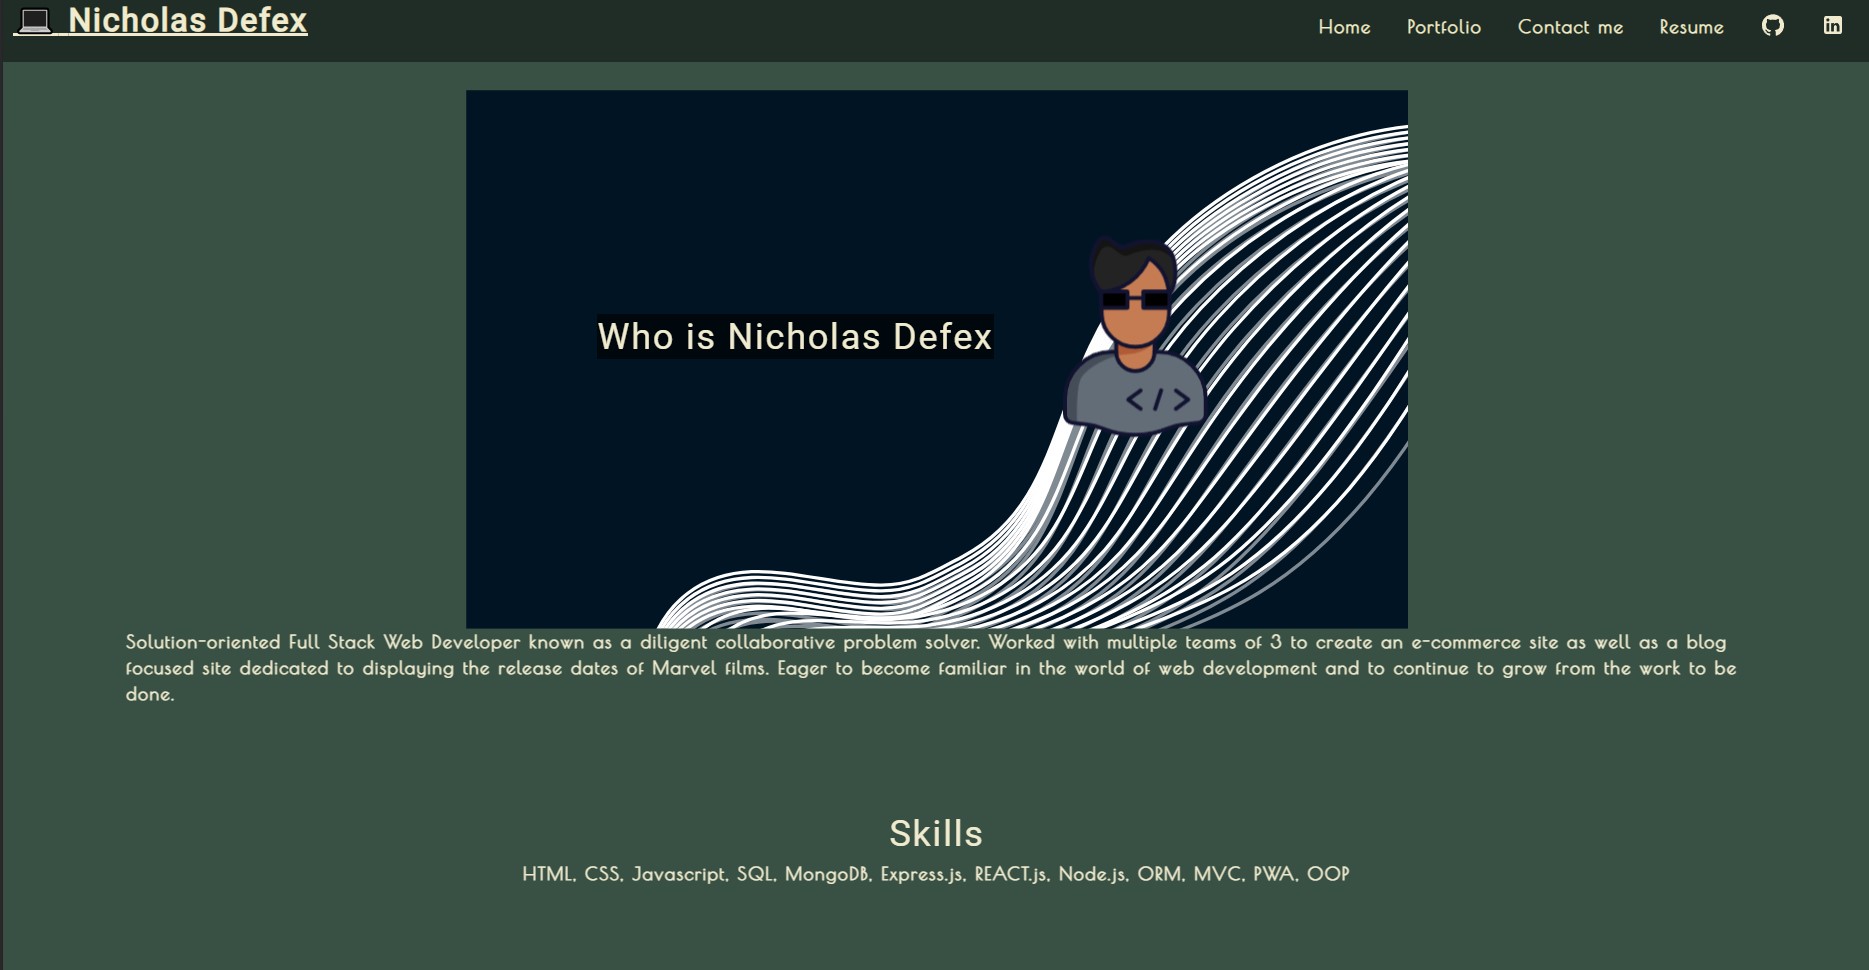 Nicholas Defex
Home Portfolio Contact me Resume
Who is Nicholas Defex
</>
Solution-oriented Full Stack Web Developer known as a diligent collaborative problem solver. Worked with multiple teams of 3 to create an e-commerce site as well as a blog
focused site dedicated to displaying the release dates of Marvel films. Eager to become familiar in the world of web development and to continue to grow from the work to be
done.
Skills
HTML, CSS, Javascript, SQL, MongoDB, Express.js, REACT.js, Node.js, ORM, MVC, PWA, OOP